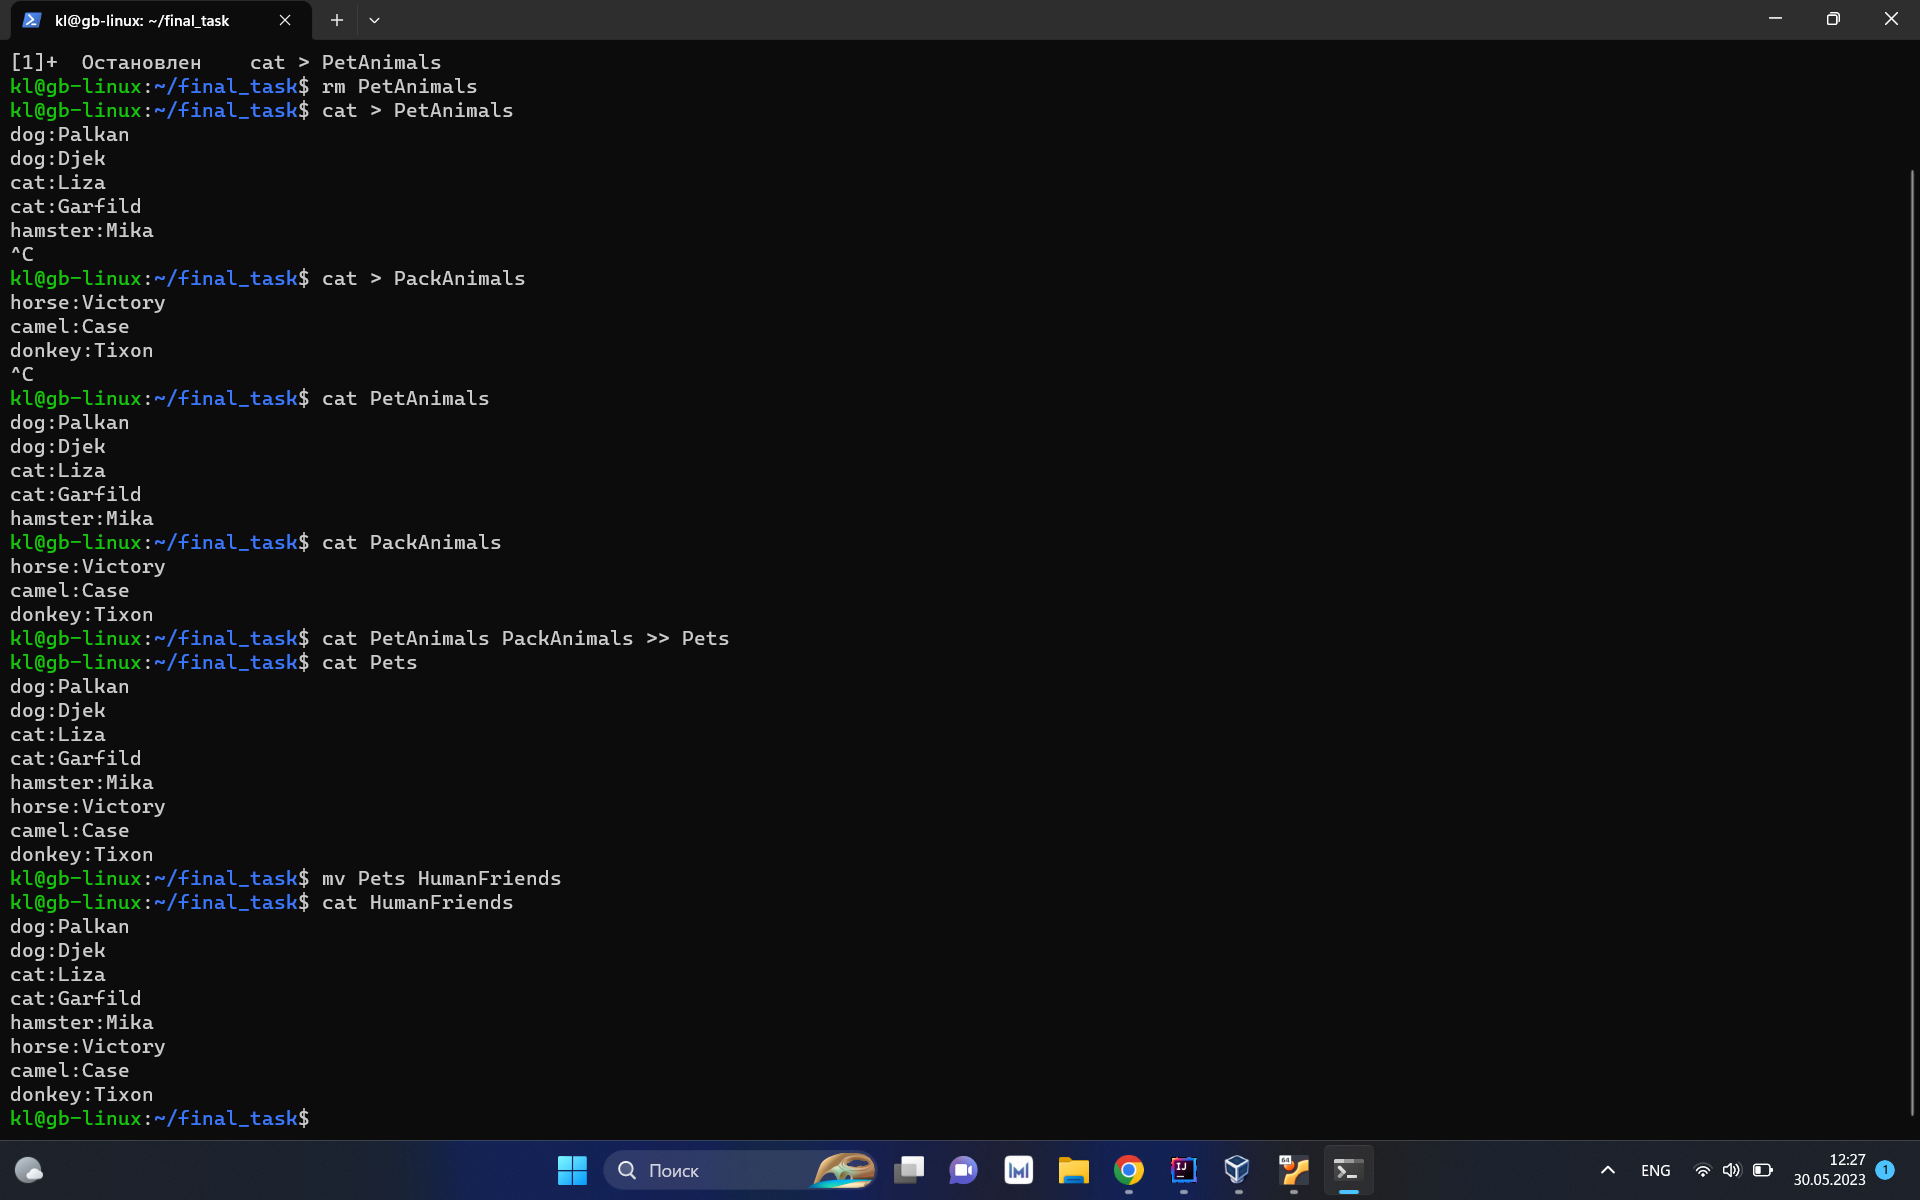 kl@gb-linux: ~/final_task
[1]+  Остановлен    cat > PetAnimals
kl@gb-linux:~/final_task$ rm PetAnimals
kl@gb-linux:~/final_task$ cat > PetAnimals
dog:Palkan
dog:Djek
cat:Liza
cat:Garfild
hamster:Mika
^C
kl@gb-linux:~/final_task$ cat > PackAnimals
horse:Victory
camel:Case
donkey:Tixon
^C
kl@gb-linux:~/final_task$ cat PetAnimals
dog:Palkan
dog:Djek
cat:Liza
cat:Garfild
hamster:Mika
kl@gb-linux:~/final_task$ cat PackAnimals
horse:Victory
camel:Case
donkey:Tixon
kl@gb-linux:~/final_task$ cat PetAnimals PackAnimals >> Pets
kl@gb-linux:~/final_task$ cat Pets
dog:Palkan
dog:Djek
cat:Liza
cat:Garfild
hamster:Mika
horse:Victory
camel:Case
donkey:Tixon
kl@gb-linux:~/final_task$ mv Pets HumanFriends
kl@gb-linux:~/final_task$ cat HumanFriends
dog:Palkan
dog:Djek
cat:Liza
cat:Garfild
hamster:Mika
horse:Victory
camel:Case
donkey:Tixon
kl@gb-linux:~/final_task$
Поиск
IJ
64
ENG
12:27
30.05.2023
1